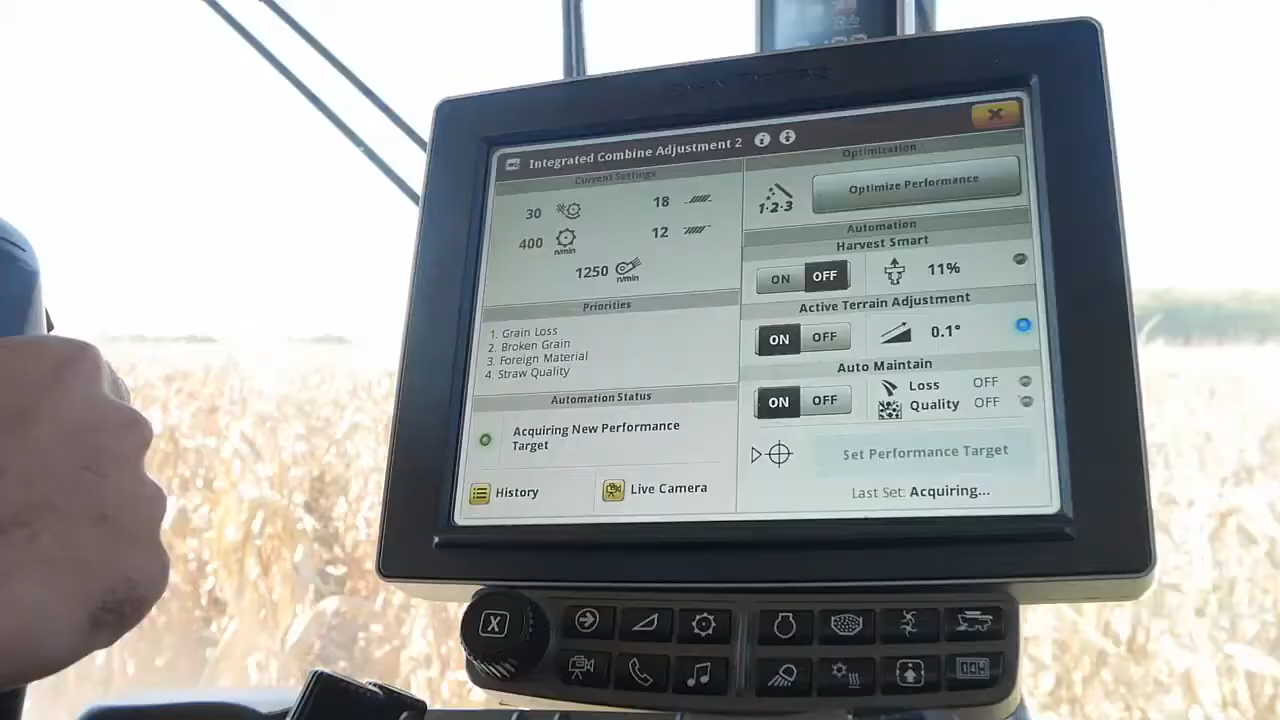 Integrated Combine Adjustment 2
Current Settings
30
18
400
n/min
12
1250
n/min
Priorities
1. Grain Loss
2. Broken Grain
3. Foreign Material
4. Straw Quality
Automation Status
Acquiring New Performance
Target
History
Live Camera
Optimization
1·2·3
Optimize Performance
Automation
Harvest Smart
ON OFF
11%
Active Terrain Adjustment
ON OFF
0.1°
Auto Maintain
ON OFF
Loss OFF
Quality OFF
Set Performance Target
Last Set: Acquiring...
X